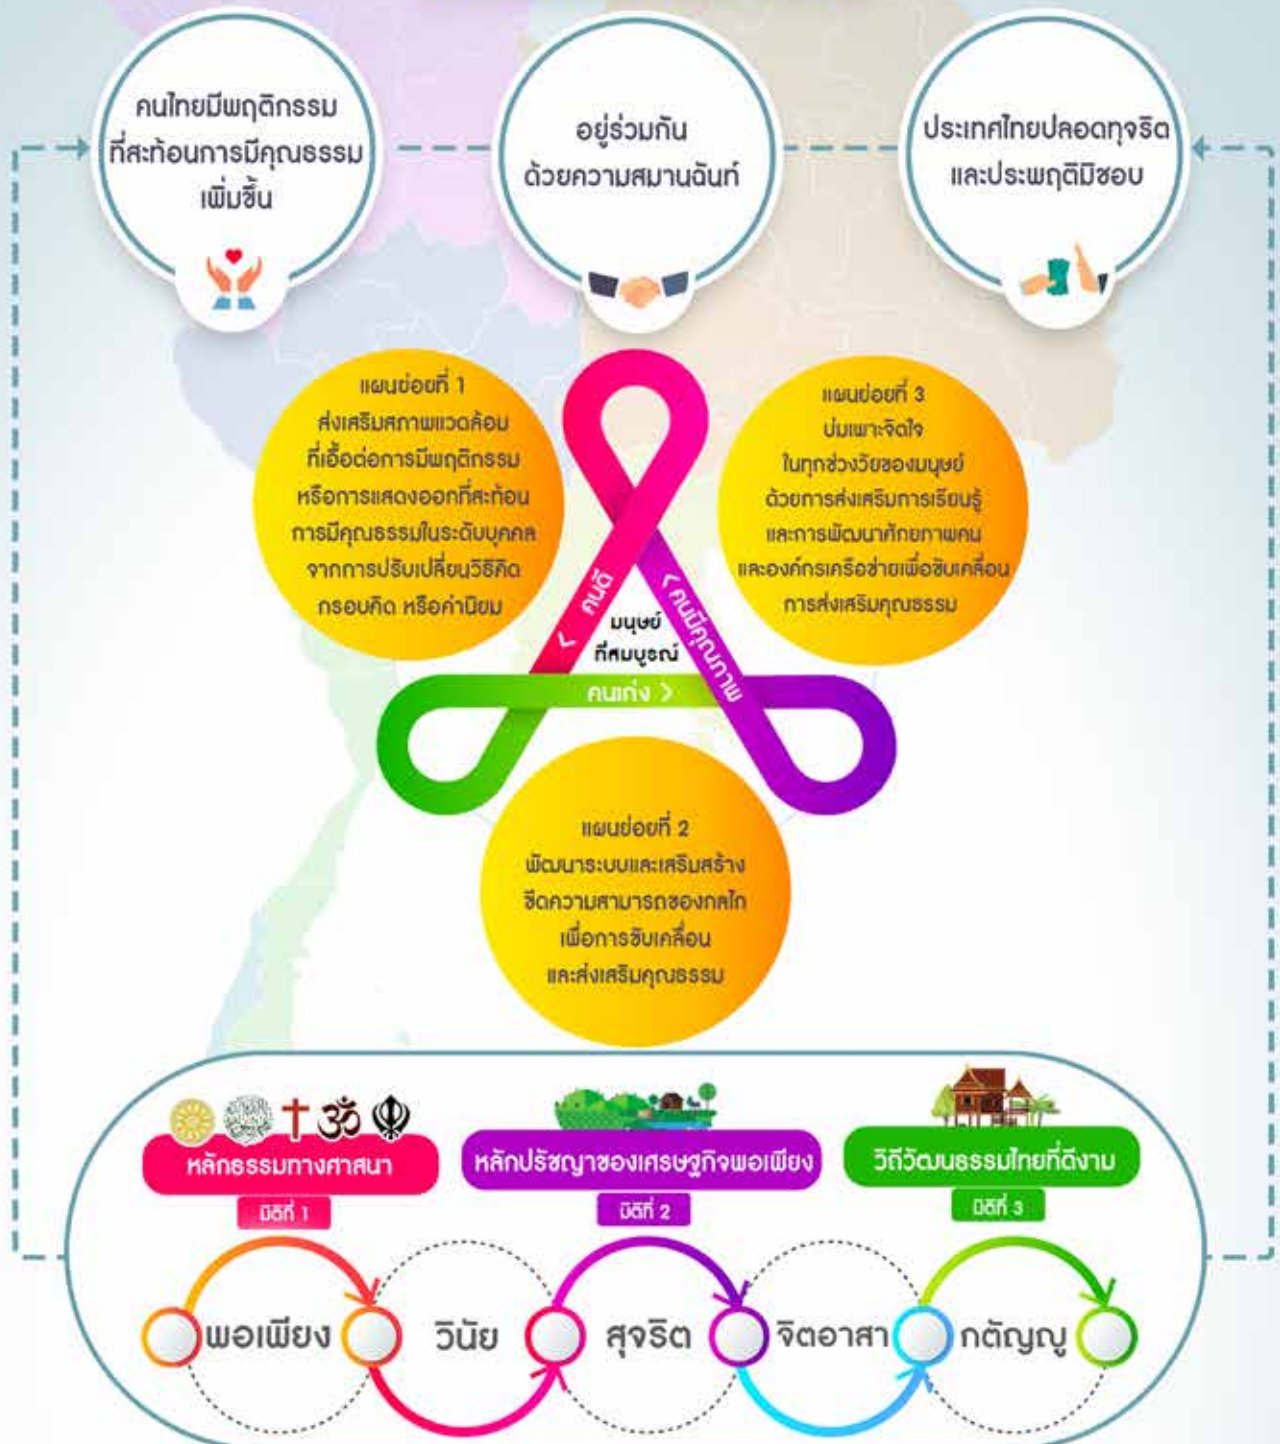 คนไทยมีพฤติกรรม
ที่สะท้อนการมีคุณธรรม
เพิ่มขึ้น
อยู่ร่วมกัน
ด้วยความสมานฉันท์
ประเทศไทยปลอดทุจริต
และประพฤติมิชอบ
แผนย่อยที่ 1
ส่งเสริมสภาพแวดล้อม
ที่เอื้อต่อการมีพฤติกรรม
หรือการแสดงออกที่สะท้อน
การมีคุณธรรมในระดับบุคคล
จากการปรับเปลี่ยนวิธีคิด
กรอบคิด หรือค่านิยม
แผนย่อยที่ 3
บ่มเพาะจิตใจ
ในทุกช่วงวัยของมนุษย์
ด้วยการส่งเสริมการเรียนรู้
และการพัฒนาศักยภาพคน
และองค์กรเครือข่ายเพื่อขับเคลื่อน
การส่งเสริมคุณธรรม
คนดี
คนมีคุณภาพ
มนุษย์
ที่สมบูรณ์
คนเก่ง
แผนย่อยที่ 2
พัฒนาระบบและเสริมสร้าง
ขีดความสามารถของกลไก
เพื่อการขับเคลื่อน
และส่งเสริมคุณธรรม
หลักธรรมทางศาสนา
มิติที่ 1
หลักปรัชญาของเศรษฐกิจพอเพียง
มิติที่ 2
วิถีวัฒนธรรมไทยที่ดีงาม
มิติที่ 3
พอเพียง
วินัย
สุจริต
จิตอาสา
กตัญญู